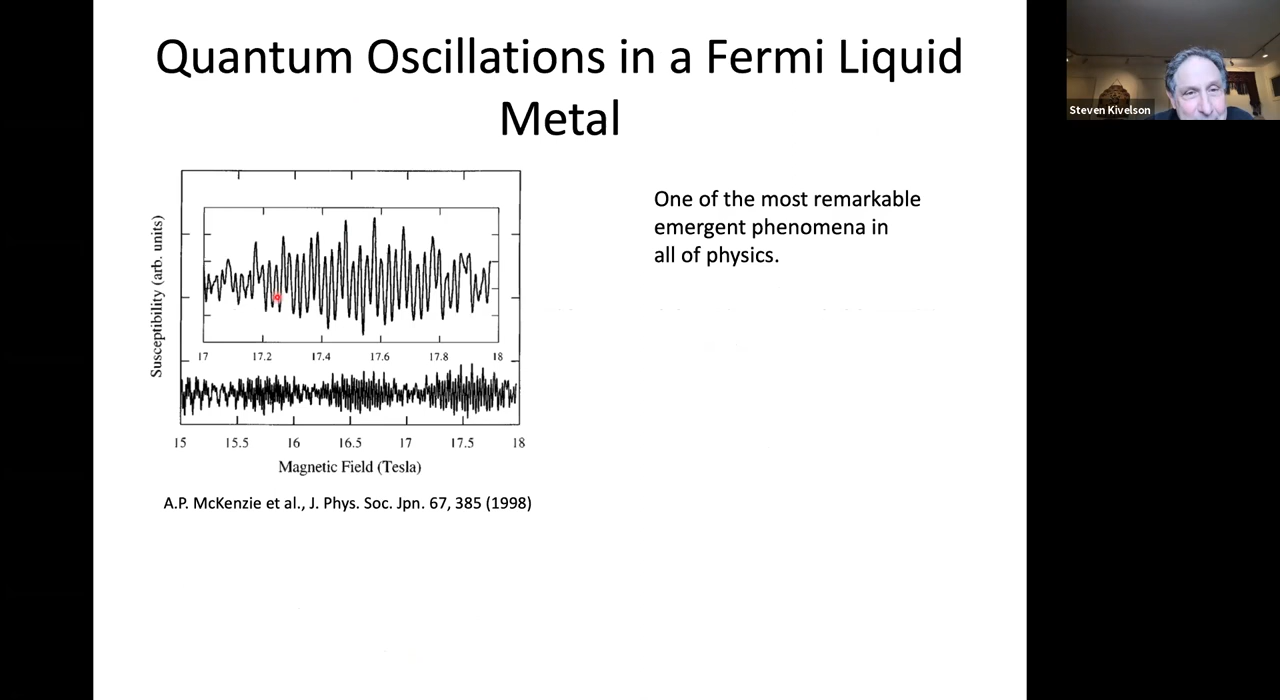 Quantum Oscillations in a Fermi Liquid
Metal
Steven Kivelson
One of the most remarkable
emergent phenomena in
all of physics.
Susceptibility (arb. units)
17 17.2 17.4 17.6 17.8 18
15 15.5 16 16.5 17 17.5 18
Magnetic Field (Tesla)
A.P. McKenzie et al., J. Phys. Soc. Jpn. 67, 385 (1998)